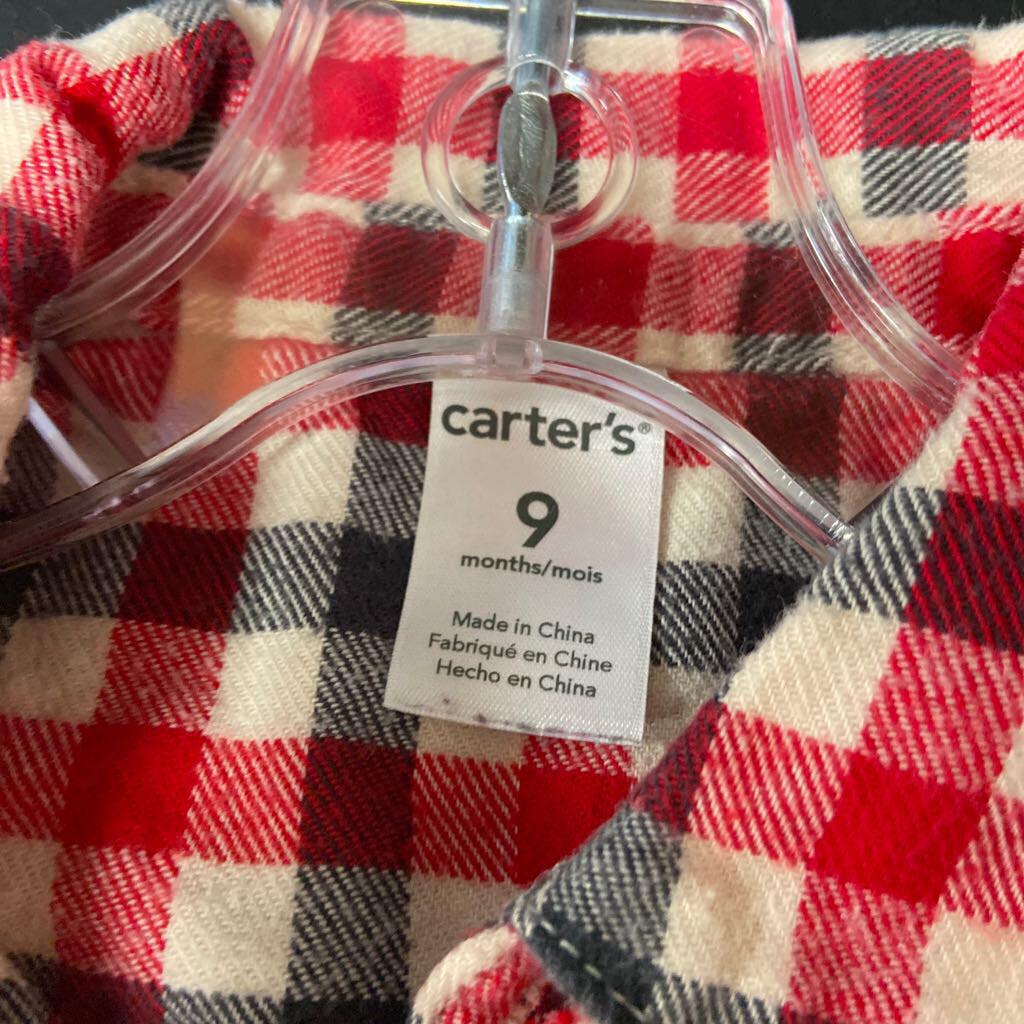 carter's®
9
months/mois
Made in China
Fabriqué en Chine
Hecho en China